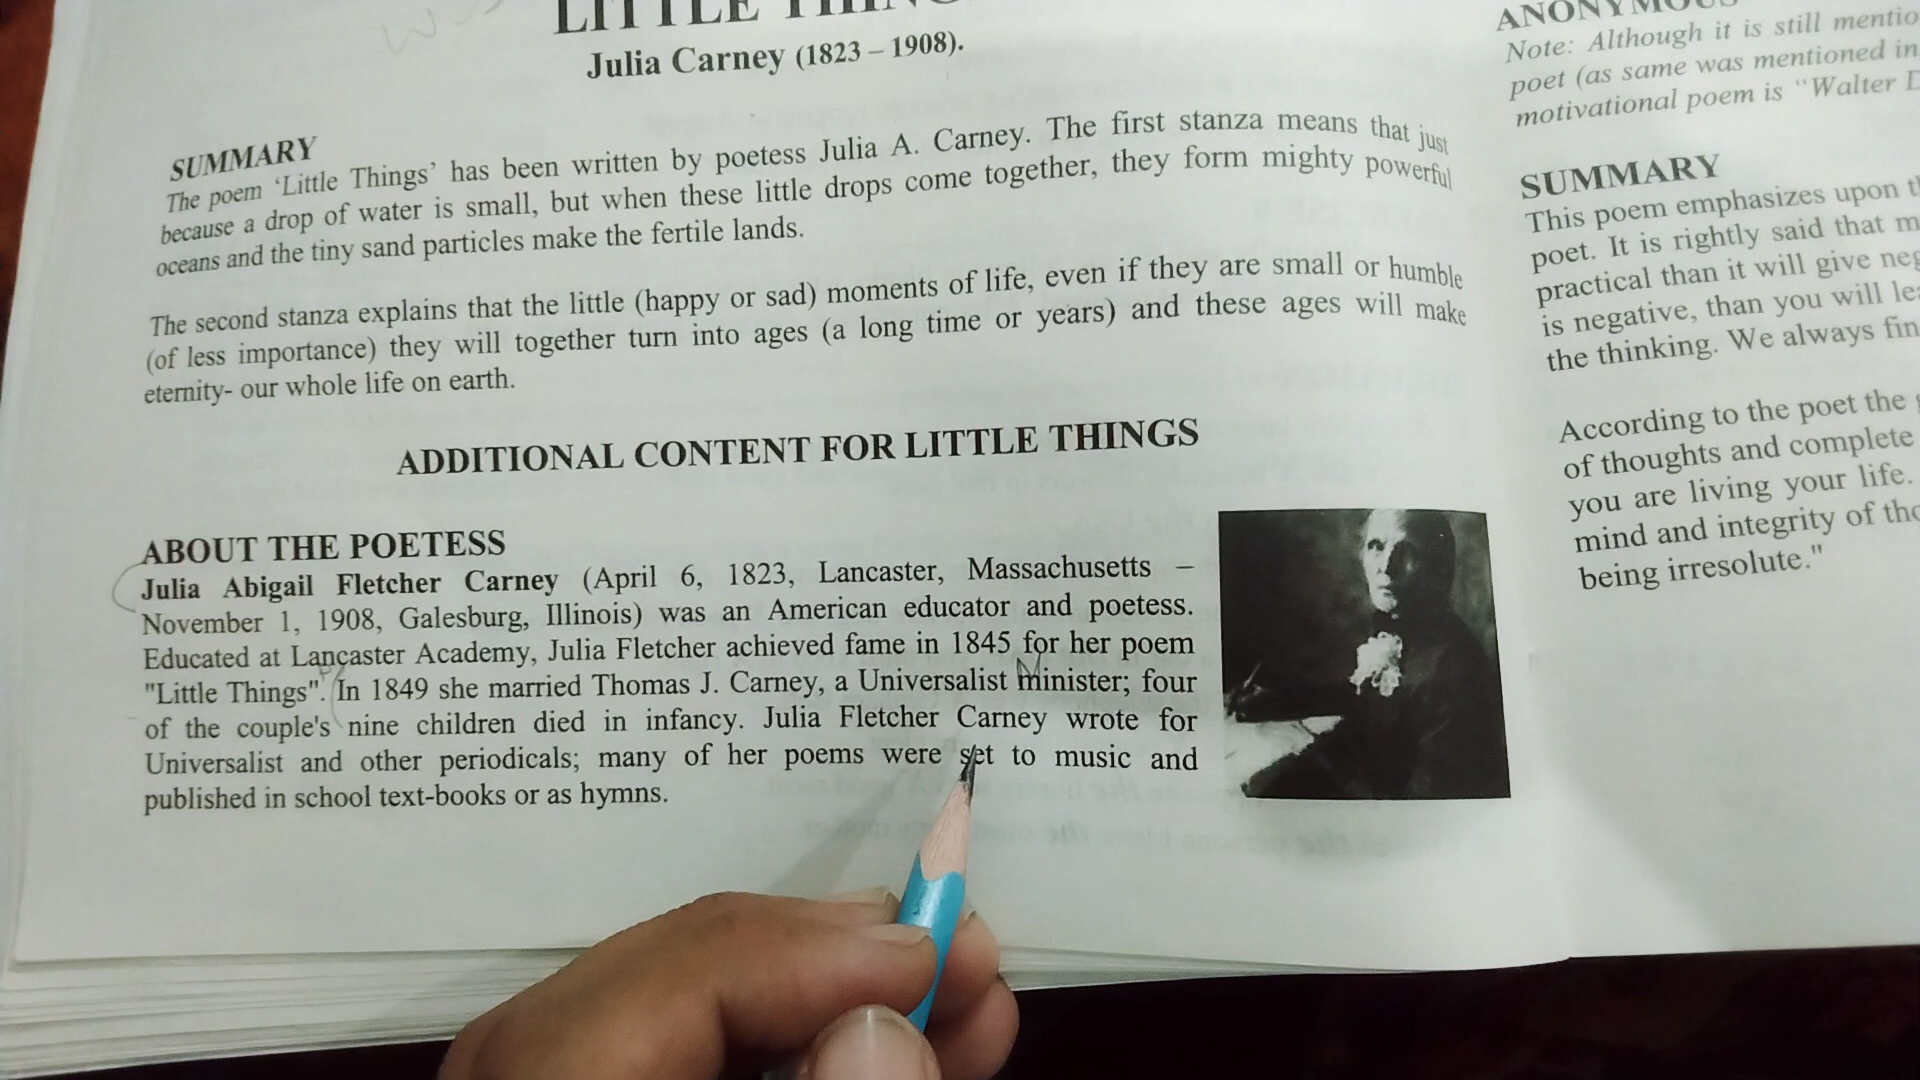 LITTLE THIN
Julia Carney (1823 – 1908).
SUMMARY
The poem ‘Little Things’ has been written by poetess Julia A. Carney. The first stanza means that just
because a drop of water is small, but when these little drops come together, they form mighty powerful
oceans and the tiny sand particles make the fertile lands.
The second stanza explains that the little (happy or sad) moments of life, even if they are small or humble
(of less importance) they will together turn into ages (a long time or years) and these ages will make
eternity- our whole life on earth.
ADDITIONAL CONTENT FOR LITTLE THINGS
ABOUT THE POETESS
Julia Abigail Fletcher Carney (April 6, 1823, Lancaster, Massachusetts –
November 1, 1908, Galesburg, Illinois) was an American educator and poetess.
Educated at Lancaster Academy, Julia Fletcher achieved fame in 1845 for her poem
"Little Things". In 1849 she married Thomas J. Carney, a Universalist Minister; four
of the couple's nine children died in infancy. Julia Fletcher Carney wrote for
Universalist and other periodicals; many of her poems were set to music and
published in school text-books or as hymns.
ANONYMOUS
Note: Although it is still mentio
poet (as same was mentioned in
motivational poem is “Walter D
SUMMARY
This poem emphasizes upon th
poet. It is rightly said that m
practical than it will give neg
is negative, than you will lea
the thinking. We always fin
According to the poet the
of thoughts and complete
you are living your life.
mind and integrity of tho
being irresolute."